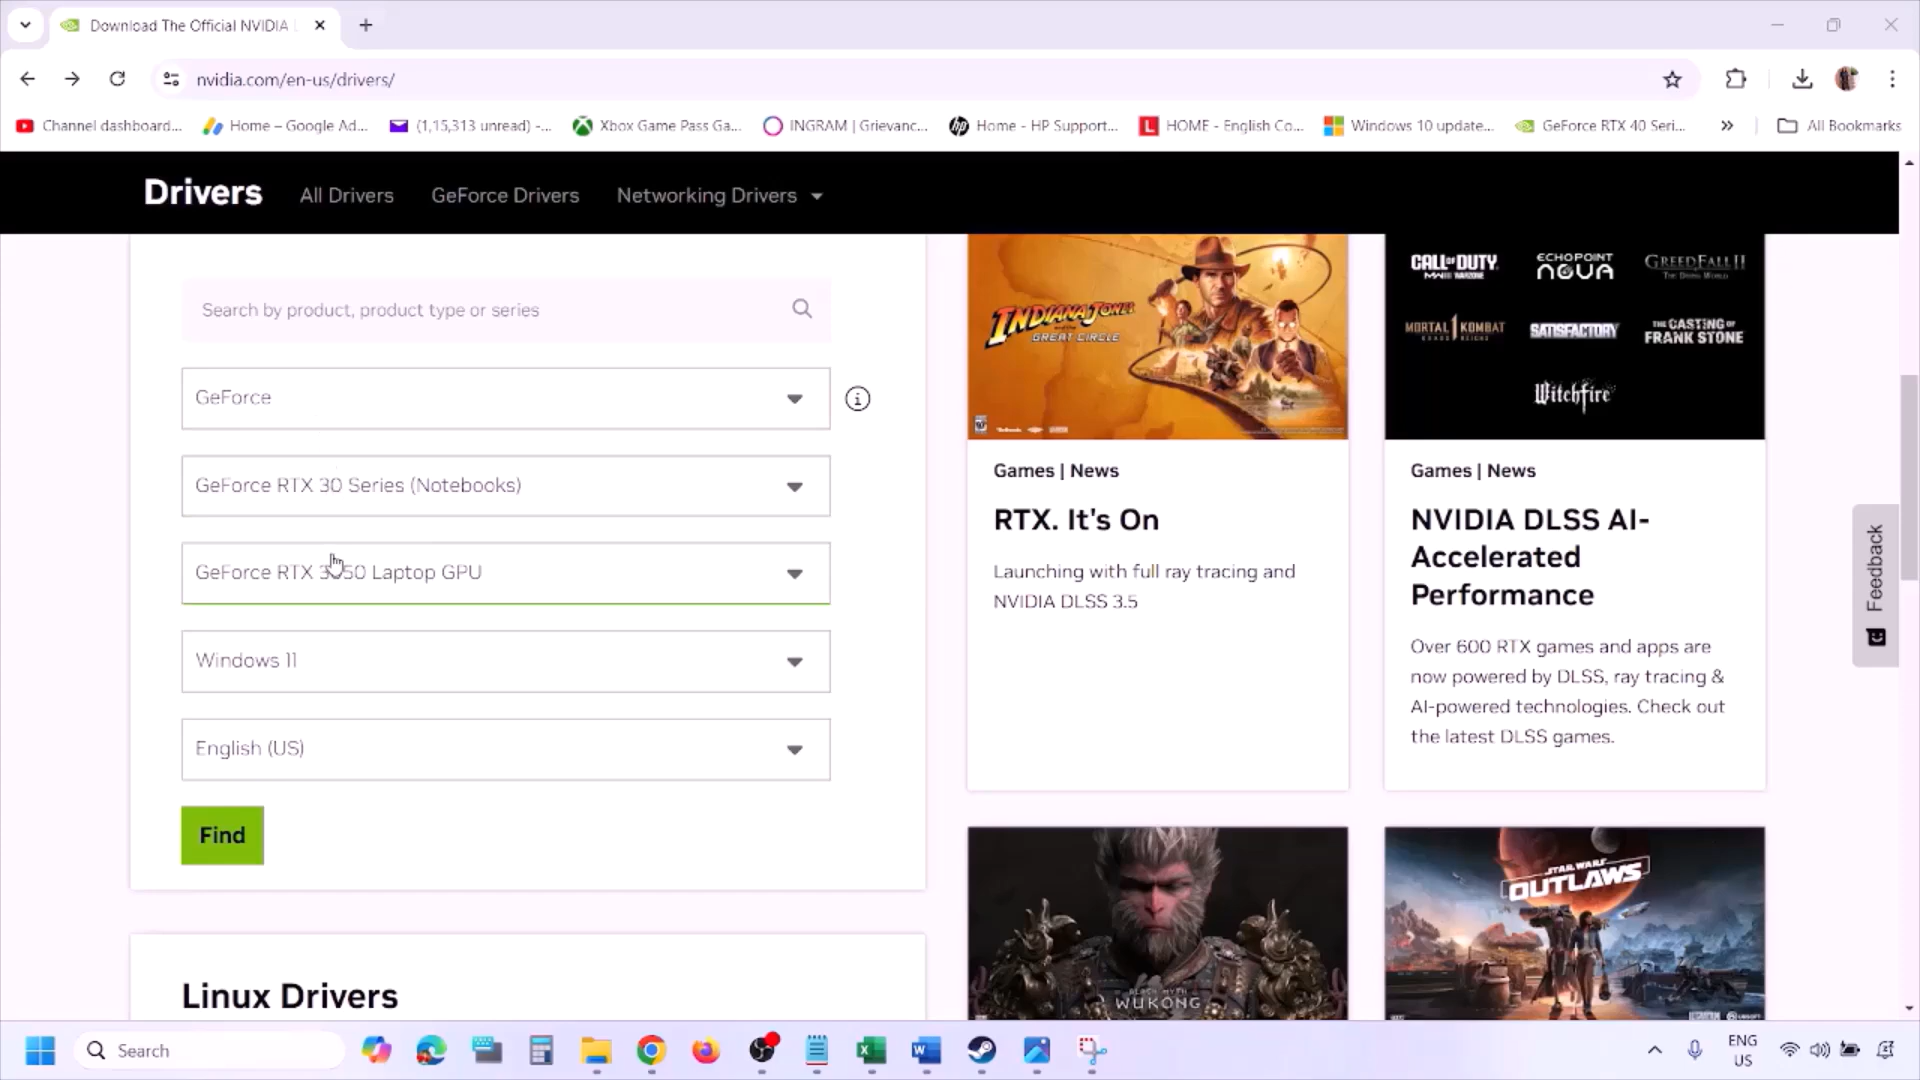 Download The Official NVIDIA
nvidia.com/en-us/drivers/
Channel dashboard...
Home – Google Ad...
(1,15,313 unread) -...
Xbox Game Pass Ga...
INGRAM | Grievanc...
Home - HP Support...
HOME - English Co...
Windows 10 update...
GeForce RTX 40 Seri...
All Bookmarks
Drivers
All Drivers
GeForce Drivers
Networking Drivers
Search by product, product type or series
GeForce
GeForce RTX 30 Series (Notebooks)
GeForce RTX 3050 Laptop GPU
Windows 11
English (US)
Find
Linux Drivers
INDIANA JONES
GREAT CIRCLE
Games | News
RTX. It's On
Launching with full ray tracing and
NVIDIA DLSS 3.5
CALL OF DUTY
ECHOPOINT
NOVA
GREEDFALL II
MORTAL KOMBAT
SATISFACTORY
THE CASTING OF
FRANK STONE
Witchfire
Games | News
NVIDIA DLSS AI-
Accelerated
Performance
Over 600 RTX games and apps are
now powered by DLSS, ray tracing &
AI-powered technologies. Check out
the latest DLSS games.
BLACK MYTH
WUKONG
STAR WARS
OUTLAWS
Feedback
Search
ENG
US